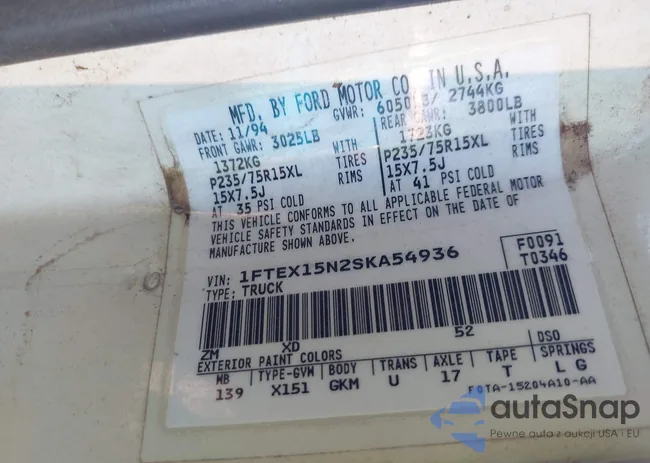 MFD. BY FORD MOTOR CO. IN U.S.A.
DATE: 11/94 GVWR: 6050LB/ 2744KG
FRONT GAWR: 3025LB REAR GAWR: 3800LB
1372KG WITH 1723KG WITH
P235/75R15XL TIRES P235/75R15XL TIRES
15X7.5J RIMS 15X7.5J RIMS
AT 35 PSI COLD AT 41 PSI COLD
THIS VEHICLE CONFORMS TO ALL APPLICABLE FEDERAL MOTOR
VEHICLE SAFETY STANDARDS IN EFFECT ON THE DATE OF
MANUFACTURE SHOWN ABOVE.
VIN: 1FTEX15N2SKA54936 F0091
TYPE: TRUCK T0346
ZM XD 52
EXTERIOR PAINT COLORS DSO
WB TYPE-GVW BODY TRANS AXLE TAPE SPRINGS
139 X151 GKM U 17 T L G
F0TA-15204A10-AA
autaSnap
Pewne auta z aukcji USA i EU